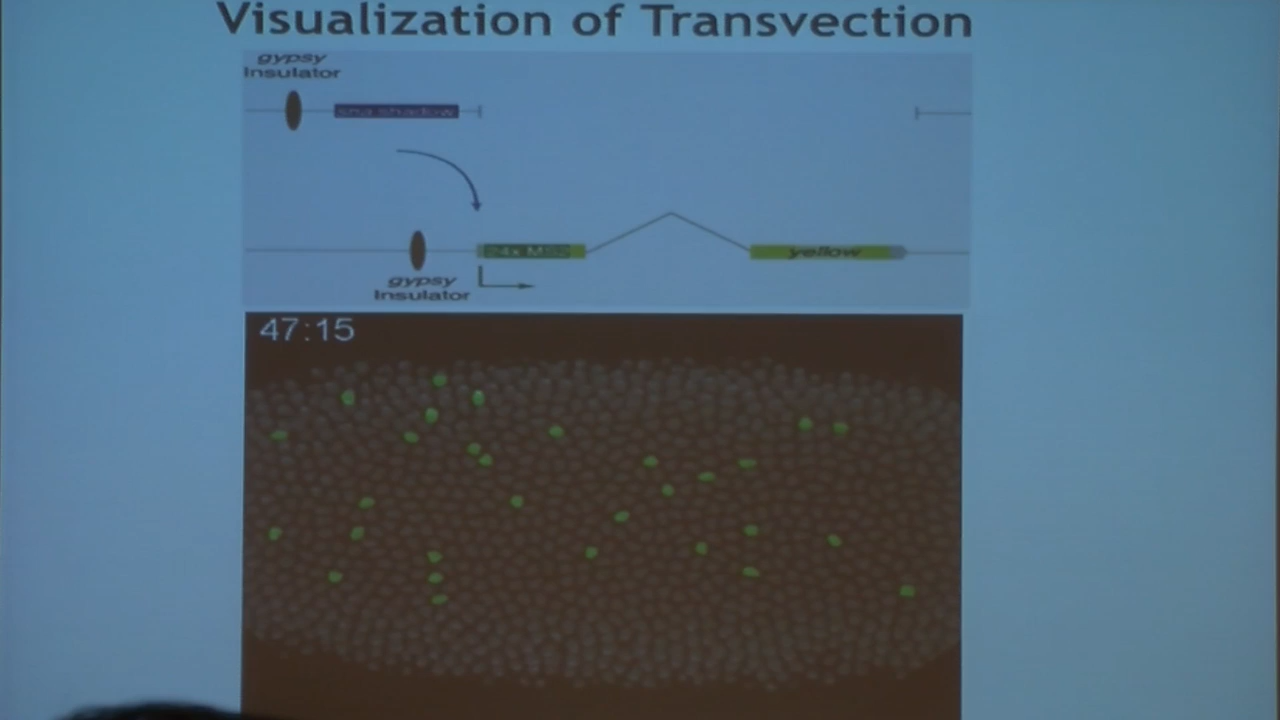 Visualization of Transvection
gypsy
Insulator
sna shadow
24x MS2
yellow
gypsy
Insulator
47:15